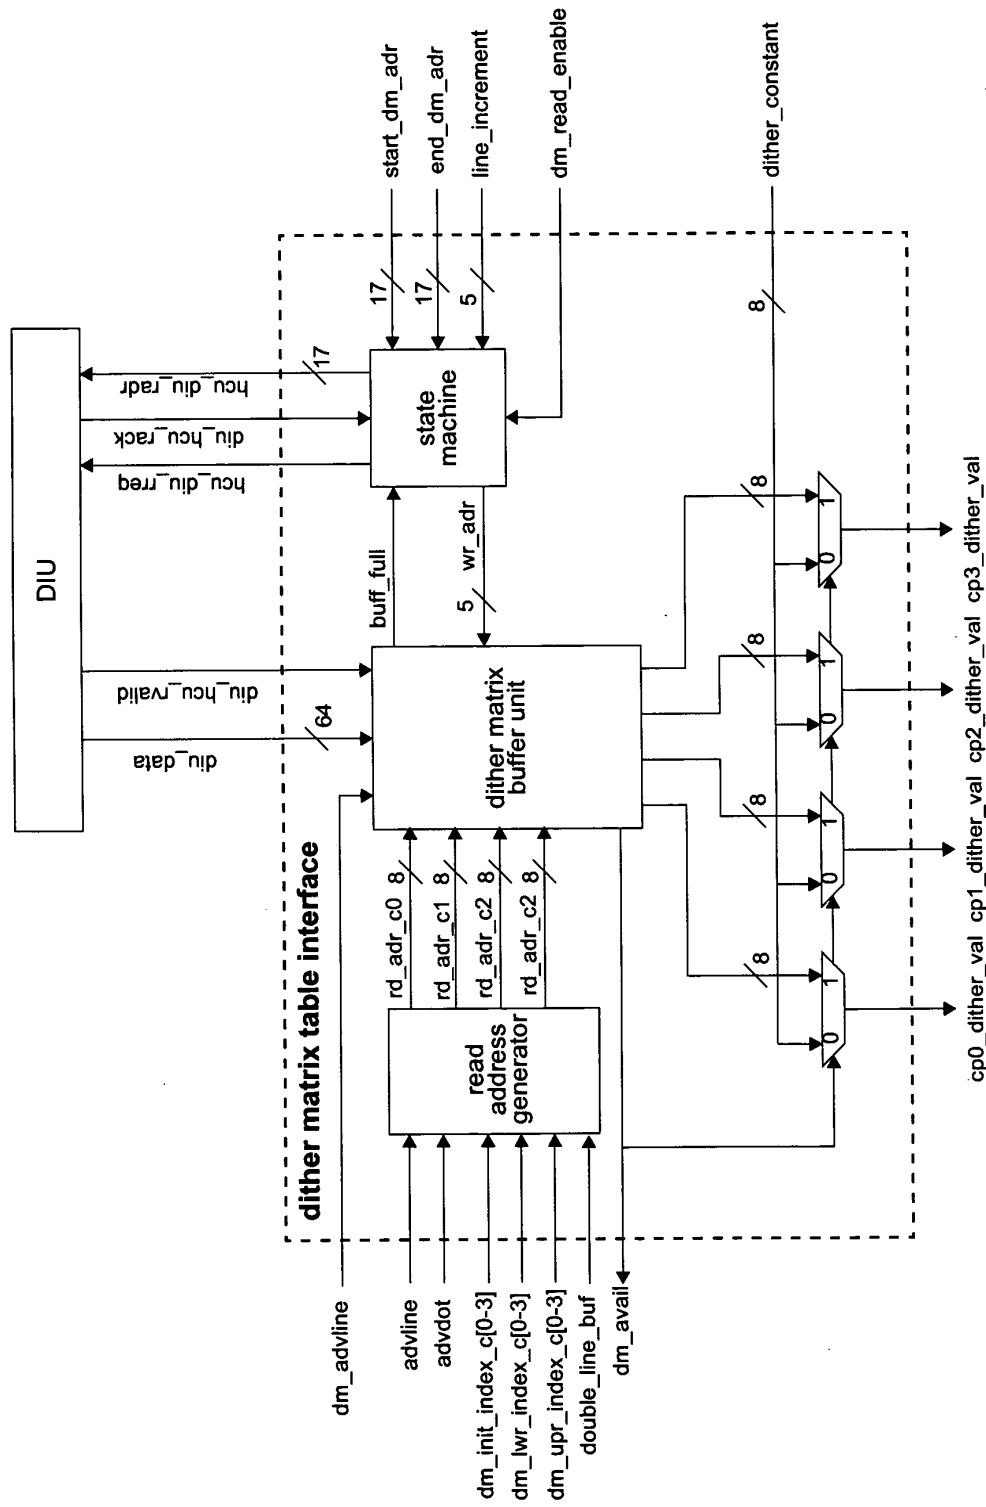 DIU
diu_data
64
diu_hcu_rvalid
hcu_diu_rreq
diu_hcu_rack
hcu_diu_radr
17
dither matrix table interface
dm_advline
advline
advdot
dm_init_index_c[0-3]
dm_lwr_index_c[0-3]
dm_upr_index_c[0-3]
double_line_buf
dm_avail
read
address
generator
rd_adr_c0
8
rd_adr_c1
8
rd_adr_c2
8
rd_adr_c2
8
dither matrix
buffer unit
buff_full
wr_adr
5
state
machine
17
start_dm_adr
17
end_dm_adr
5
line_increment
dm_read_enable
8
dither_constant
8
8
8
8
0 1
0 1
0 1
0 1
cp0_dither_val cp1_dither_val cp2_dither_val cp3_dither_val